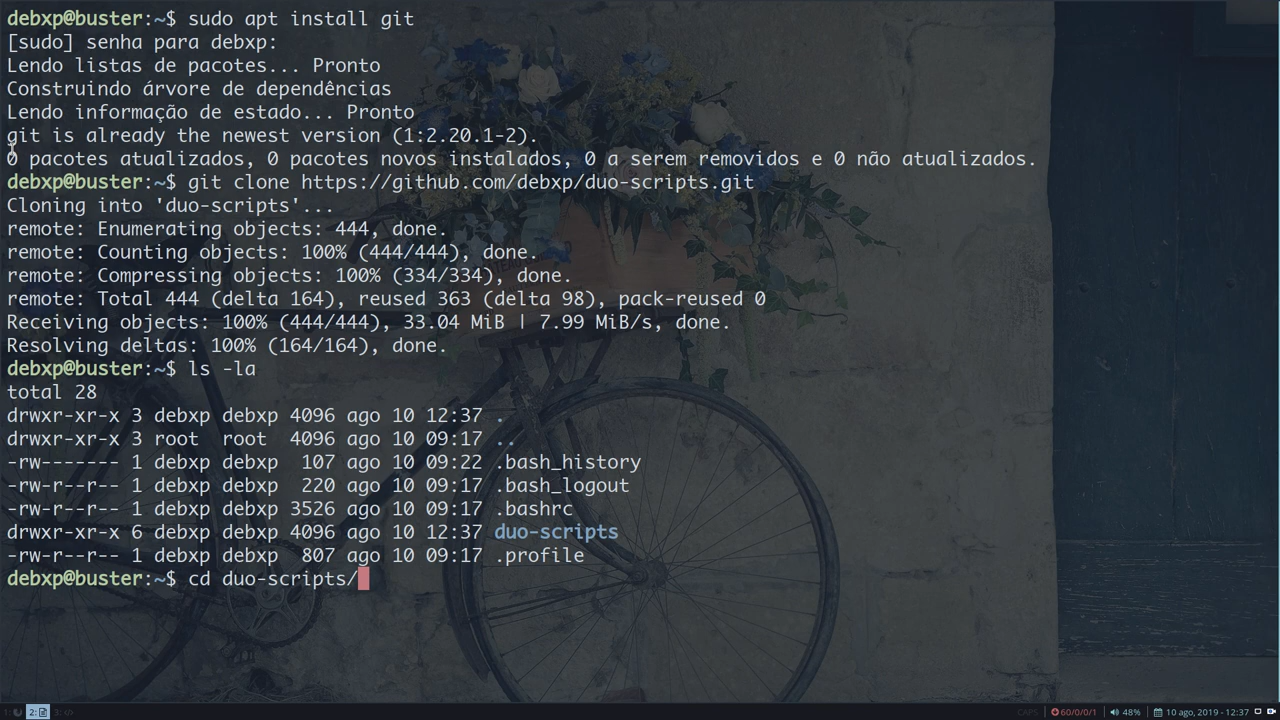 debxp@buster:~$ sudo apt install git
[sudo] senha para debxp:
Lendo listas de pacotes... Pronto
Construindo árvore de dependências
Lendo informação de estado... Pronto
git is already the newest version (1:2.20.1-2).
0 pacotes atualizados, 0 pacotes novos instalados, 0 a serem removidos e 0 não atualizados.
debxp@buster:~$ git clone https://github.com/debxp/duo-scripts.git
Cloning into 'duo-scripts'...
remote: Enumerating objects: 444, done.
remote: Counting objects: 100% (444/444), done.
remote: Compressing objects: 100% (334/334), done.
remote: Total 444 (delta 164), reused 363 (delta 98), pack-reused 0
Receiving objects: 100% (444/444), 33.04 MiB | 7.99 MiB/s, done.
Resolving deltas: 100% (164/164), done.
debxp@buster:~$ ls -la
total 28
drwxr-xr-x 3 debxp debxp 4096 ago 10 12:37 .
drwxr-xr-x 3 root  root  4096 ago 10 09:17 ..
-rw------- 1 debxp debxp  107 ago 10 09:22 .bash_history
-rw-r--r-- 1 debxp debxp  220 ago 10 09:17 .bash_logout
-rw-r--r-- 1 debxp debxp 3526 ago 10 09:17 .bashrc
drwxr-xr-x 6 debxp debxp 4096 ago 10 12:37 duo-scripts
-rw-r--r-- 1 debxp debxp  807 ago 10 09:17 .profile
debxp@buster:~$ cd duo-scripts/
1: 2: 3: </> CAPS 60/0/0/1 48% 10 ago, 2019 - 12:37